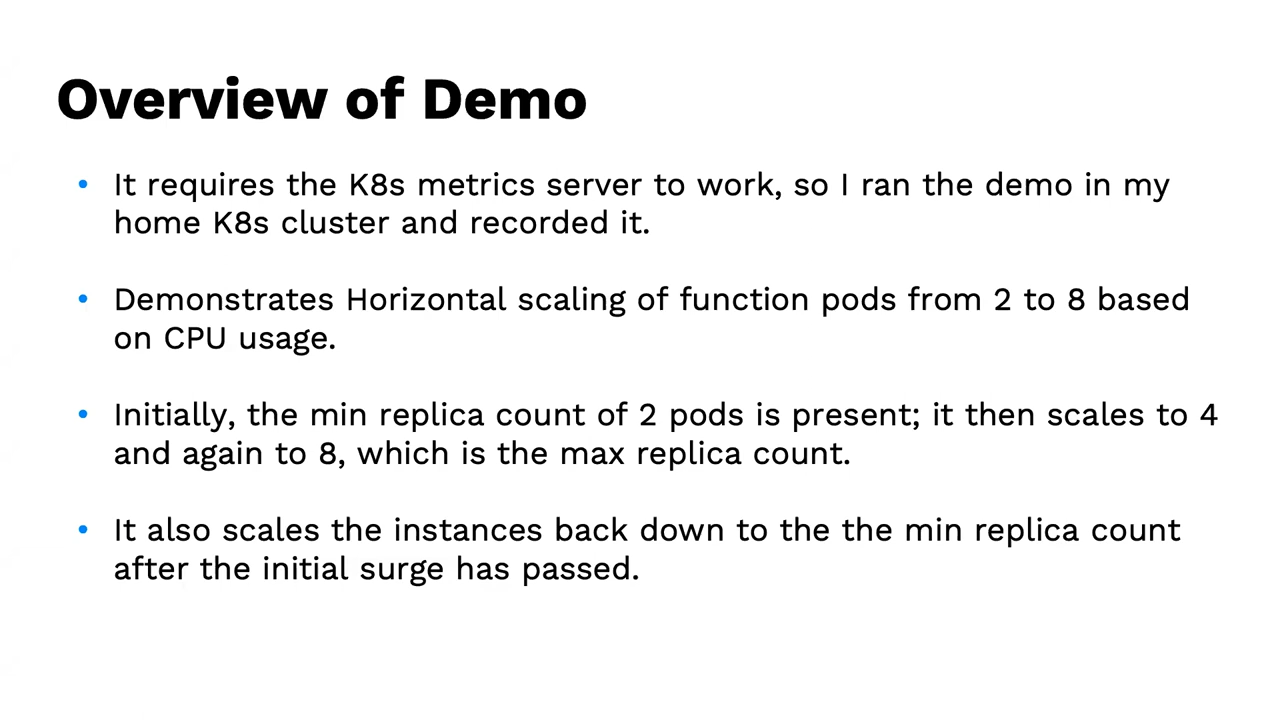 Overview of Demo
• It requires the K8s metrics server to work, so I ran the demo in my
home K8s cluster and recorded it.
• Demonstrates Horizontal scaling of function pods from 2 to 8 based
on CPU usage.
• Initially, the min replica count of 2 pods is present; it then scales to 4
and again to 8, which is the max replica count.
• It also scales the instances back down to the the min replica count
after the initial surge has passed.